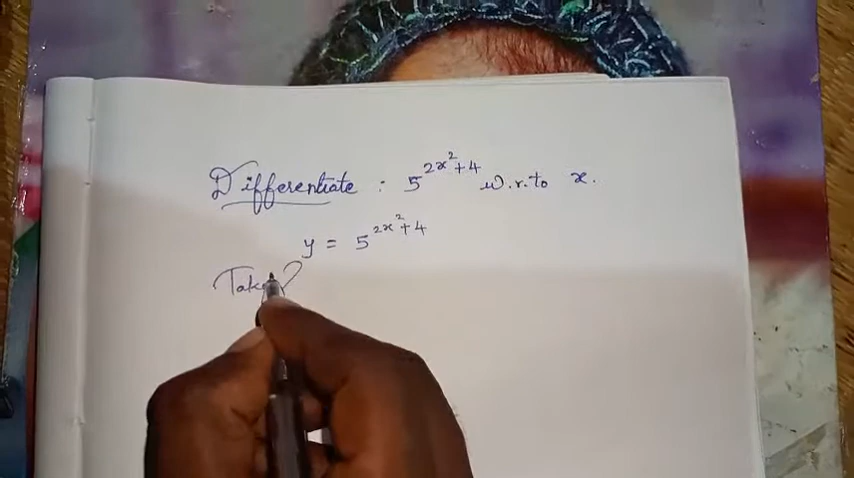 Differentiate : 5^{2x²+4} w.r.to x.
y = 5^{2x²+4}